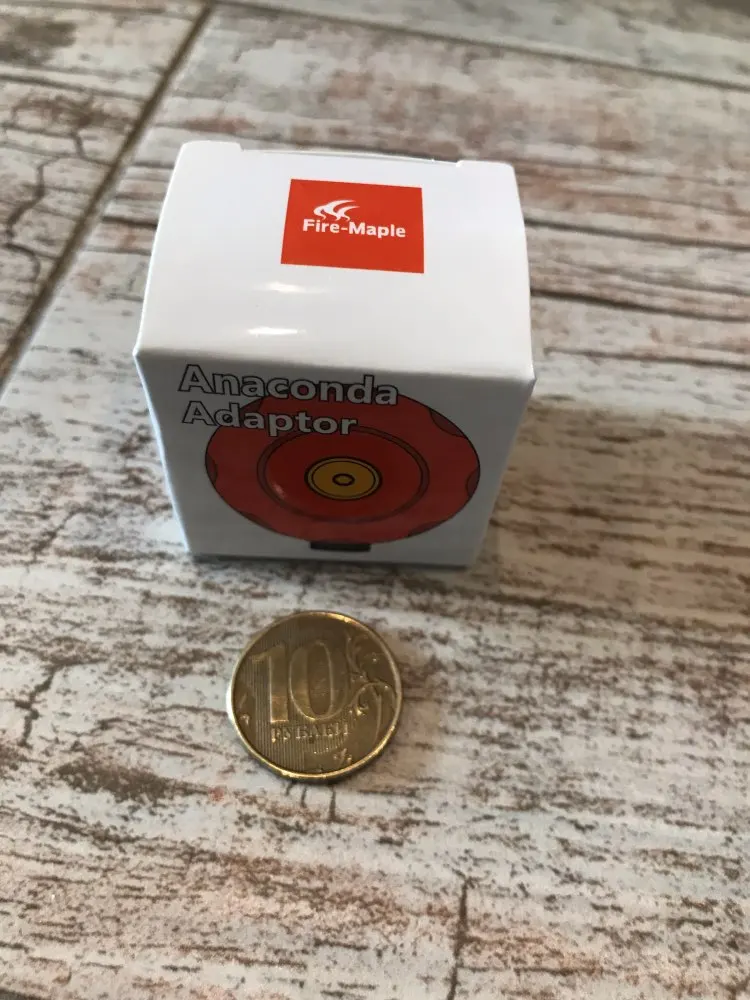 Fire-Maple
Anaconda
Adaptor
10
РУБЛЕЙ